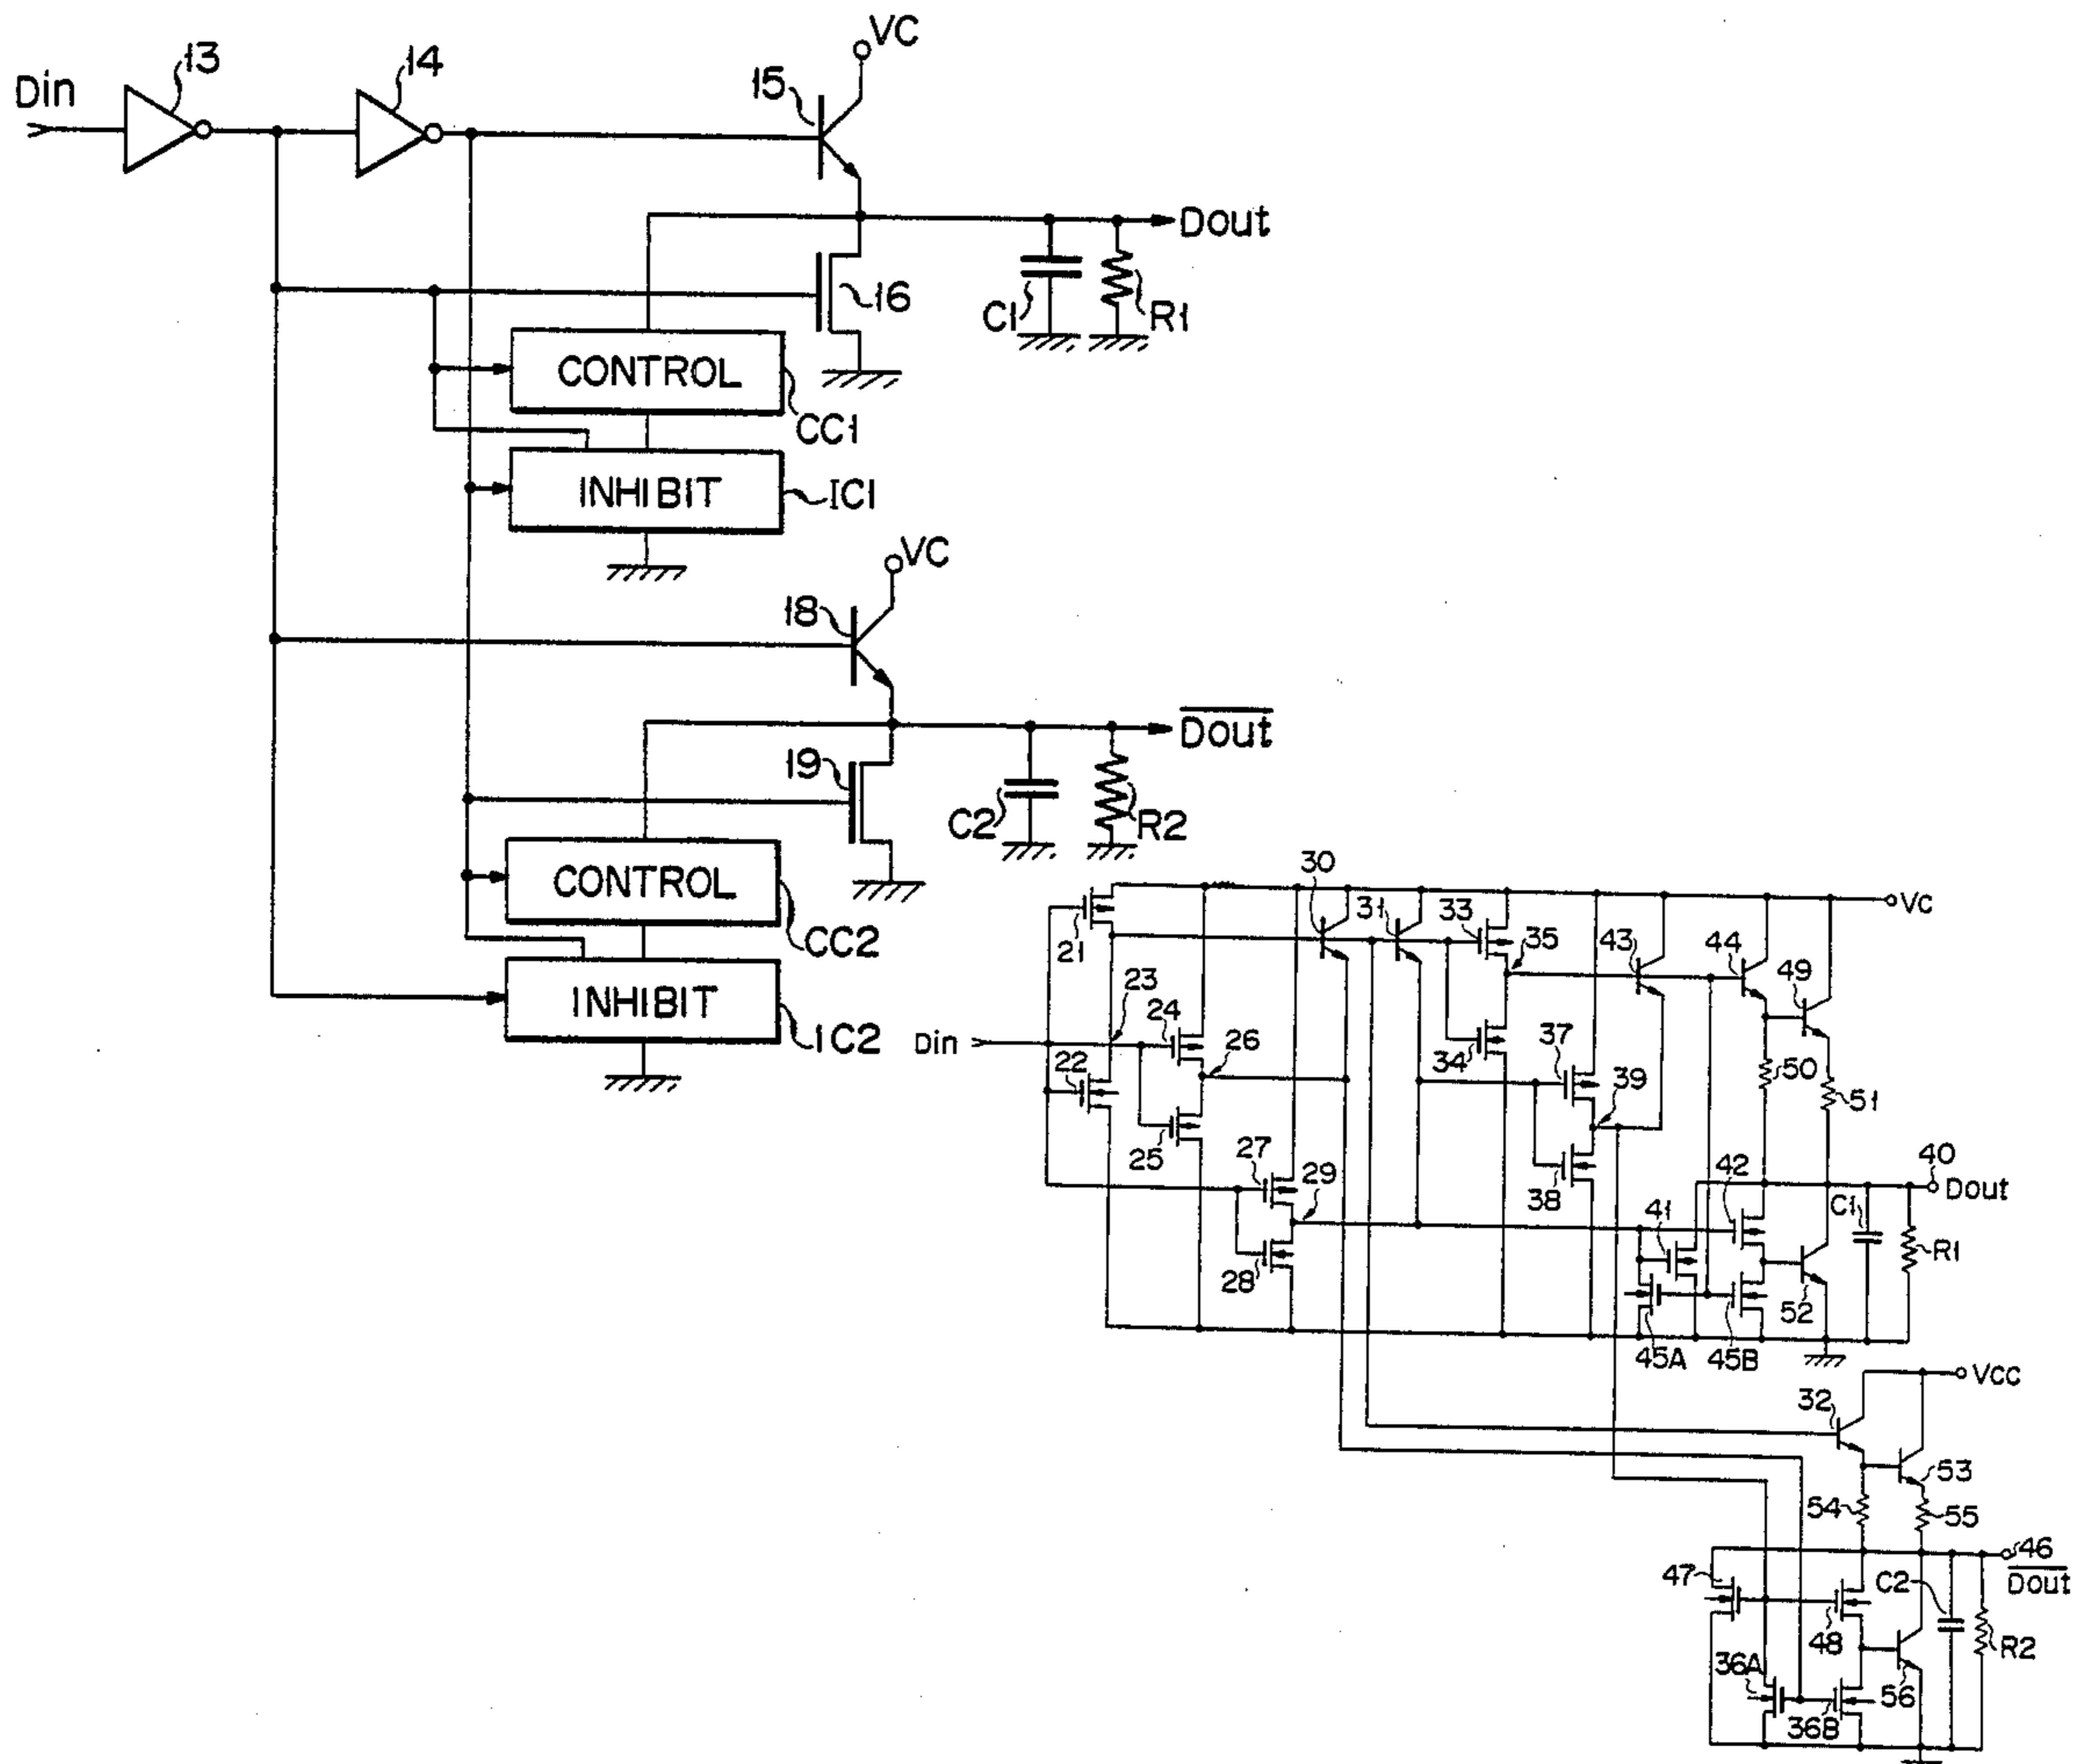 VC
13
14
15
Din
Dout
16
C1
R1
CONTROL
CC1
INHIBIT
IC1
VC
18
Dout
19
C2
R2
CONTROL
CC2
INHIBIT
IC2
30
31
33
35
43
44
49
Vc
21
23
24
26
34
37
39
50
51
Din
22
25
27
29
38
42
40
Dout
41
C1
R1
28
45A
45B
52
Vcc
32
53
54
55
46
Dout
47
C2
48
R2
36A
36B
56